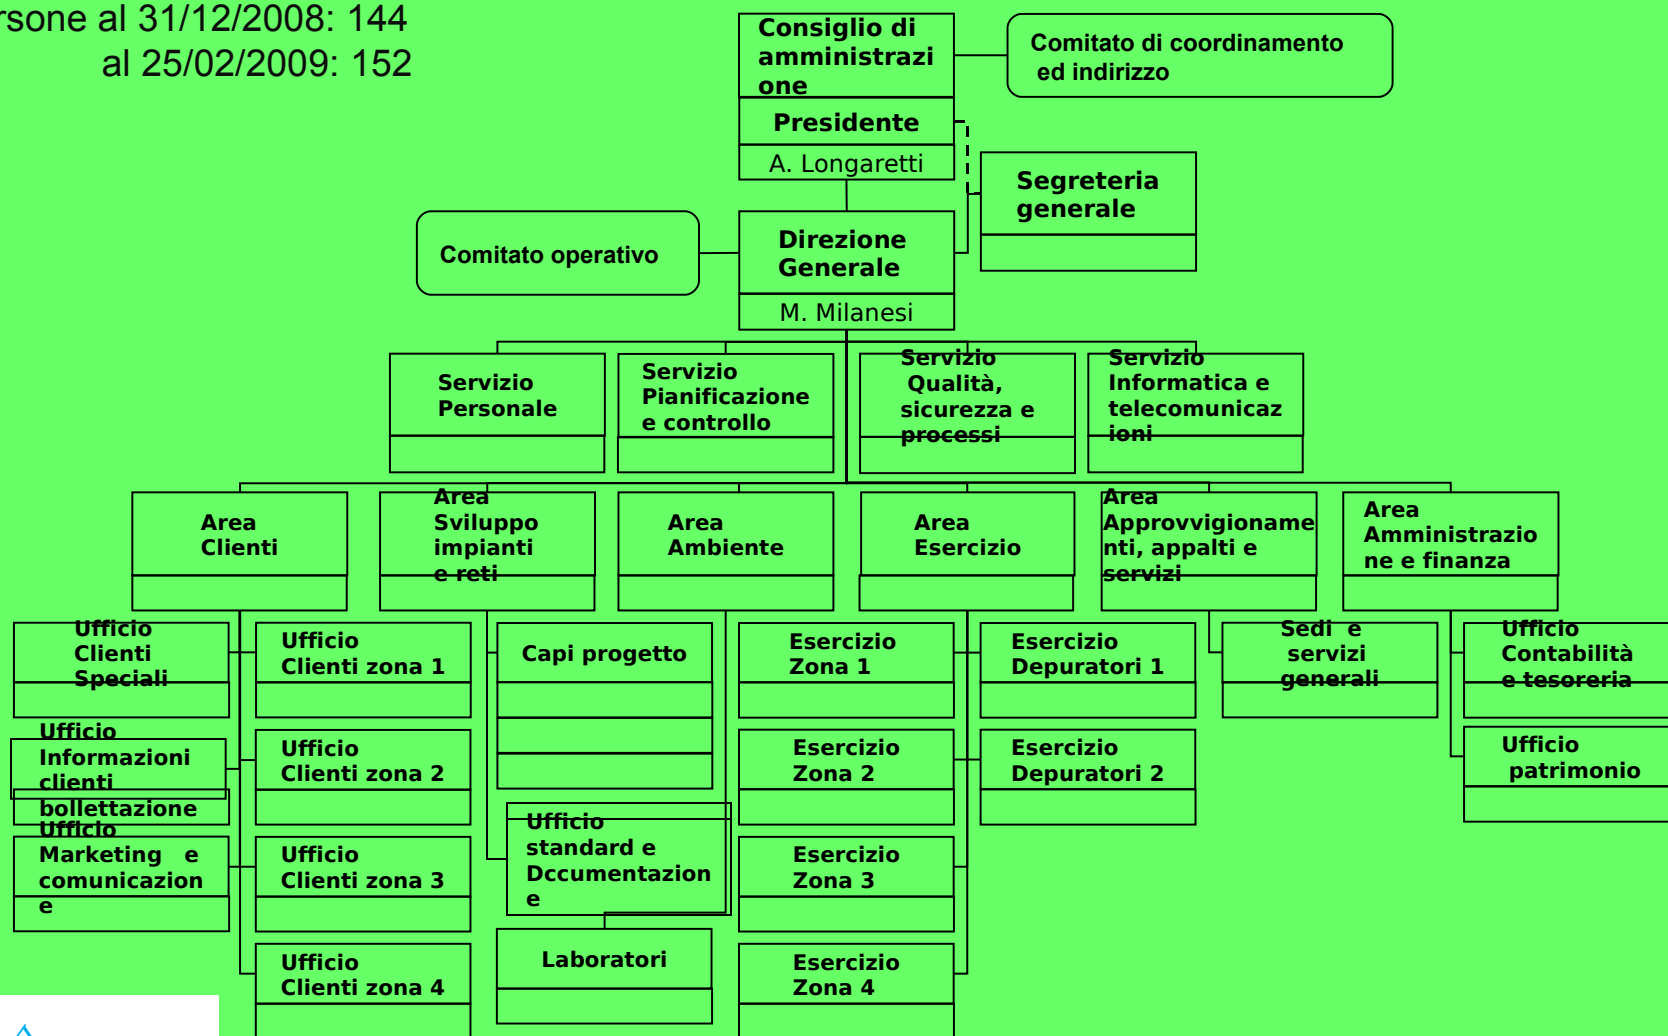 rsone al 31/12/2008: 144
al 25/02/2009: 152
Consiglio di
amministrazi
one
Comitato di coordinamento
ed indirizzo
Presidente
A. Longaretti
Segreteria
generale
Comitato operativo
Direzione
Generale
M. Milanesi
Servizio
Personale
Servizio
Pianificazione
e controllo
Servizio
Qualità,
sicurezza e
processi
Servizio
Informatica e
telecomunicaz
ioni
Area
Clienti
Area
Sviluppo
impianti
e reti
Area
Ambiente
Area
Esercizio
Area
Approvvigioname
nti, appalti e
servizi
Area
Amministrazio
ne e finanza
Ufficio
Clienti
Speciali
Ufficio
Clienti zona 1
Capi progetto
Esercizio
Zona 1
Esercizio
Depuratori 1
Sedi e
servizi
generali
Ufficio
Contabilità
e tesoreria
Ufficio
Informazioni
clienti
bollettazione
Ufficio
Clienti zona 2
Esercizio
Zona 2
Esercizio
Depuratori 2
Ufficio
patrimonio
Ufficio
Marketing e
comunicazion
e
Ufficio
Clienti zona 3
Ufficio
standard e
Dccumentazion
e
Esercizio
Zona 3
Ufficio
Clienti zona 4
Laboratori
Esercizio
Zona 4